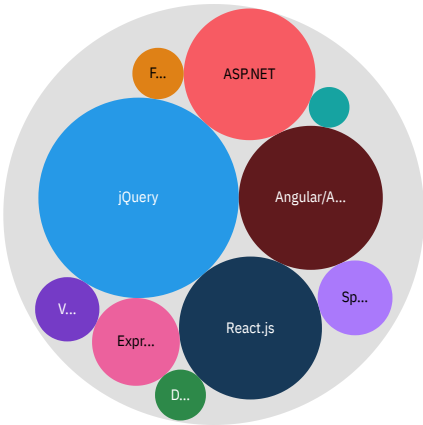 F...
ASP.NET
jQuery
Angular/A...
Sp...
V...
Expr...
React.js
D...